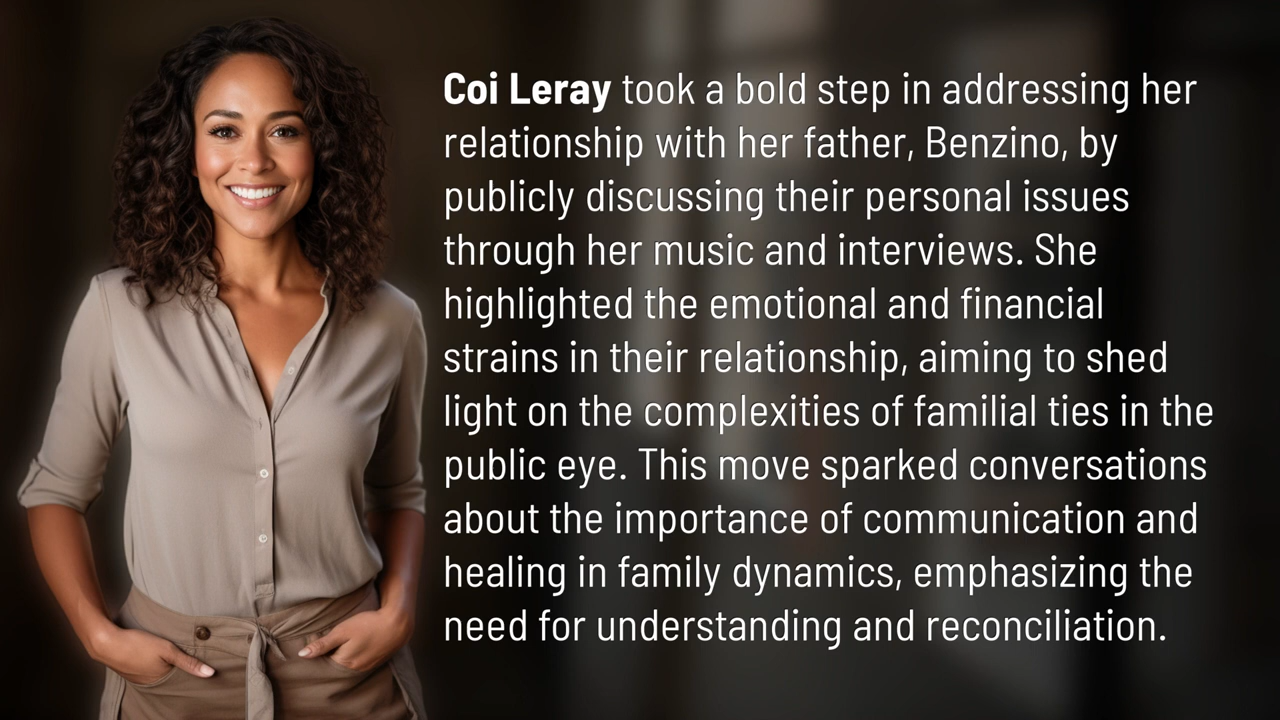 Coi Leray took a bold step in addressing her
relationship with her father, Benzino, by
publicly discussing their personal issues
through her music and interviews. She
highlighted the emotional and financial
strains in their relationship, aiming to shed
light on the complexities of familial ties in the
public eye. This move sparked conversations
about the importance of communication and
healing in family dynamics, emphasizing the
need for understanding and reconciliation.